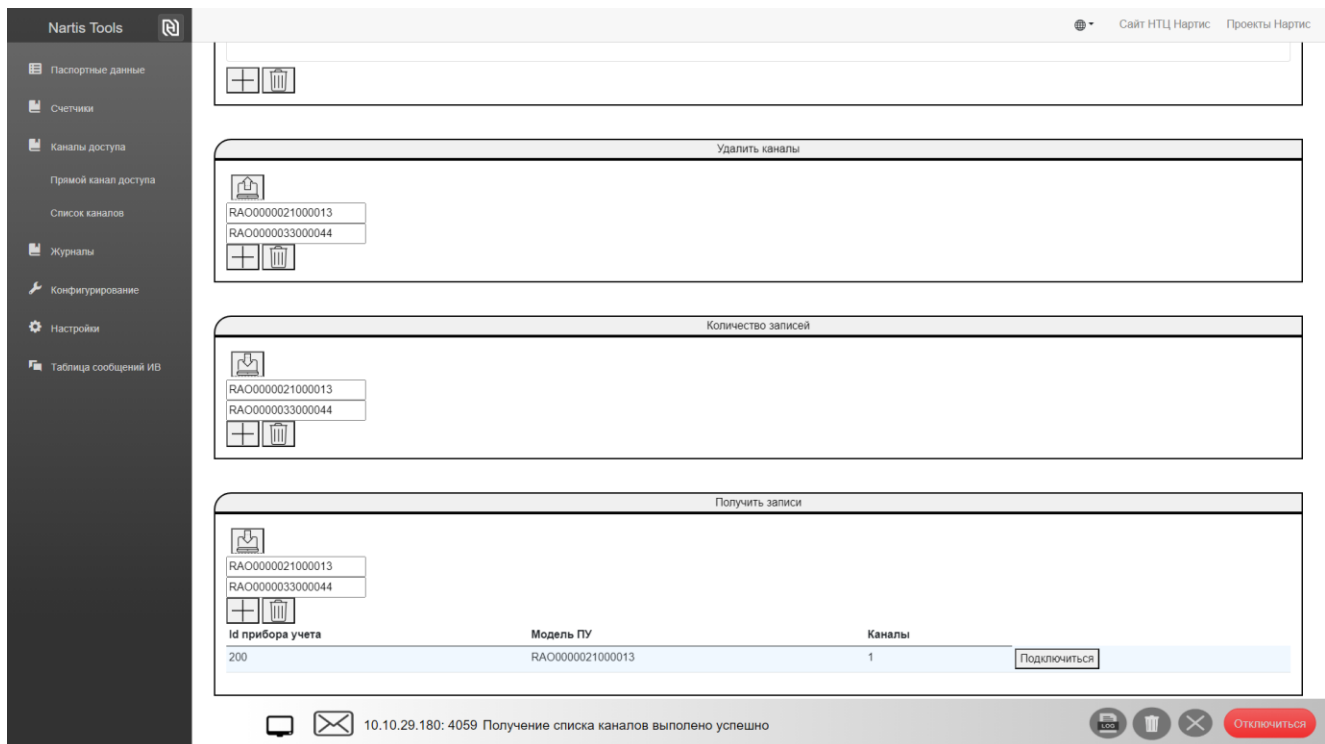 Nartis Tools
Сайт НТЦ Нартис Проекты Нартис
Паспортные данные
Счетчики
Каналы доступа
Прямой канал доступа
Список каналов
Журналы
Конфигурирование
Настройки
Таблица сообщений ИВ
Удалить каналы
RAO0000021000013
RAO0000033000044
Количество записей
RAO0000021000013
RAO0000033000044
Получить записи
RAO0000021000013
RAO0000033000044
Id прибора учета Модель ПУ Каналы
200 RAO0000021000013 1 Подключиться
10.10.29.180: 4059 Получение списка каналов выполено успешно
LOG
Отключиться